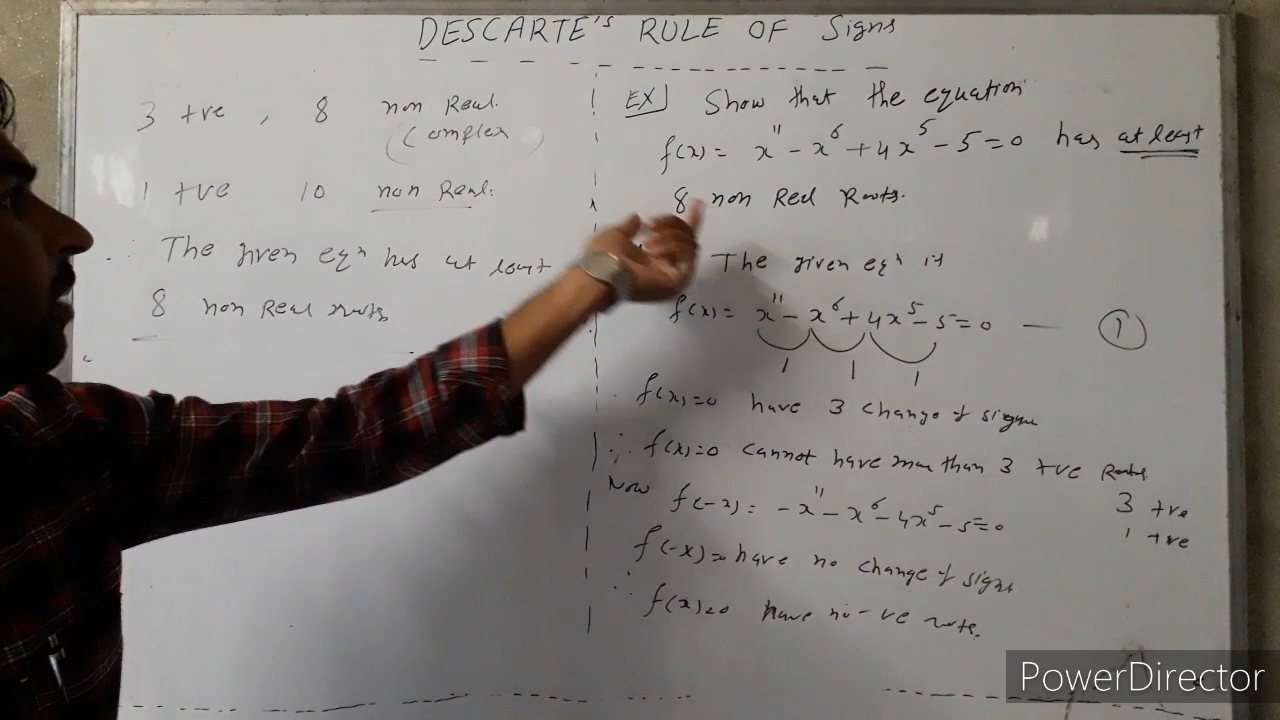 DESCARTE'S RULE OF Signs
EX] Show that the equation
f(x) = x¹¹ - x⁶ + 4x⁵ - 5 = 0 has at least
8 non Real Roots.
The given eqⁿ is
f(x) = x¹¹ - x⁶ + 4x⁵ - 5 = 0 — (1)
1 1 1
f(x)=0 have 3 change of signs
∴ f(x)=0 cannot have more than 3 +ve Roots
3 +ve
1 +ve
Now f(-x) = -x¹¹ - x⁶ - 4x⁵ - 5 = 0
f(-x)=0 have no change of signs
∴ f(x)=0 have no -ve roots.
3 +ve , 8 non Real.
(complex)
1 +ve 10 non Real.
∴ The given eqⁿ has at least
8 non Real roots
PowerDirector